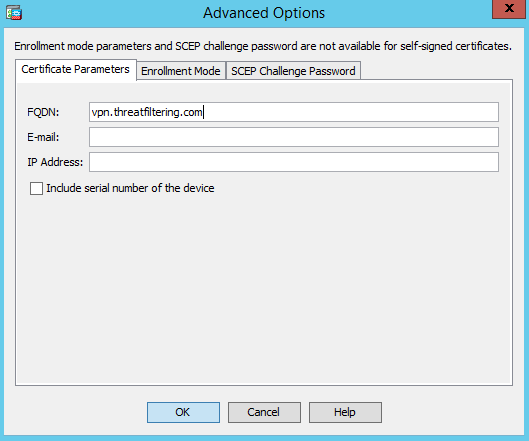 Advanced Options
Enrollment mode parameters and SCEP challenge password are not available for self-signed certificates.
Certificate Parameters Enrollment Mode SCEP Challenge Password
FQDN: vpn.threatfiltering.com
E-mail:
IP Address:
Include serial number of the device
OK Cancel Help